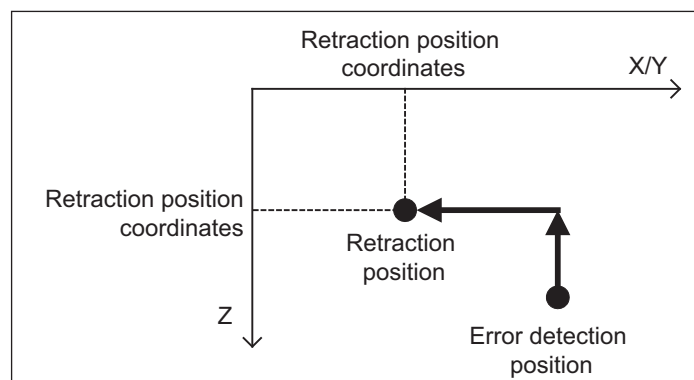 Retraction position
coordinates
X/Y
Retraction position
coordinates
Retraction
position
Z
Error detection
position